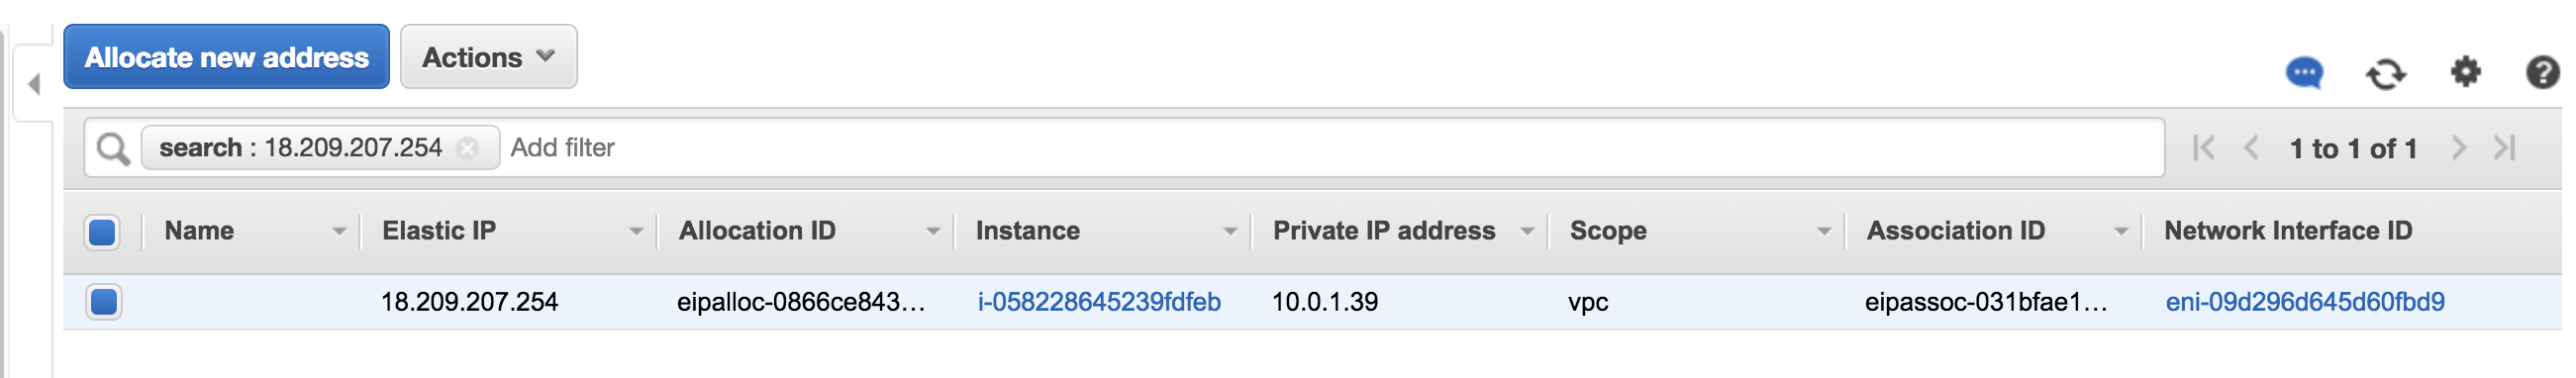 Allocate new address Actions
search : 18.209.207.254 Add filter 1 to 1 of 1
Name Elastic IP Allocation ID Instance Private IP address Scope Association ID Network Interface ID
18.209.207.254 eipalloc-0866ce843… i-058228645239fdfeb 10.0.1.39 vpc eipassoc-031bfae1… eni-09d296d645d60fbd9